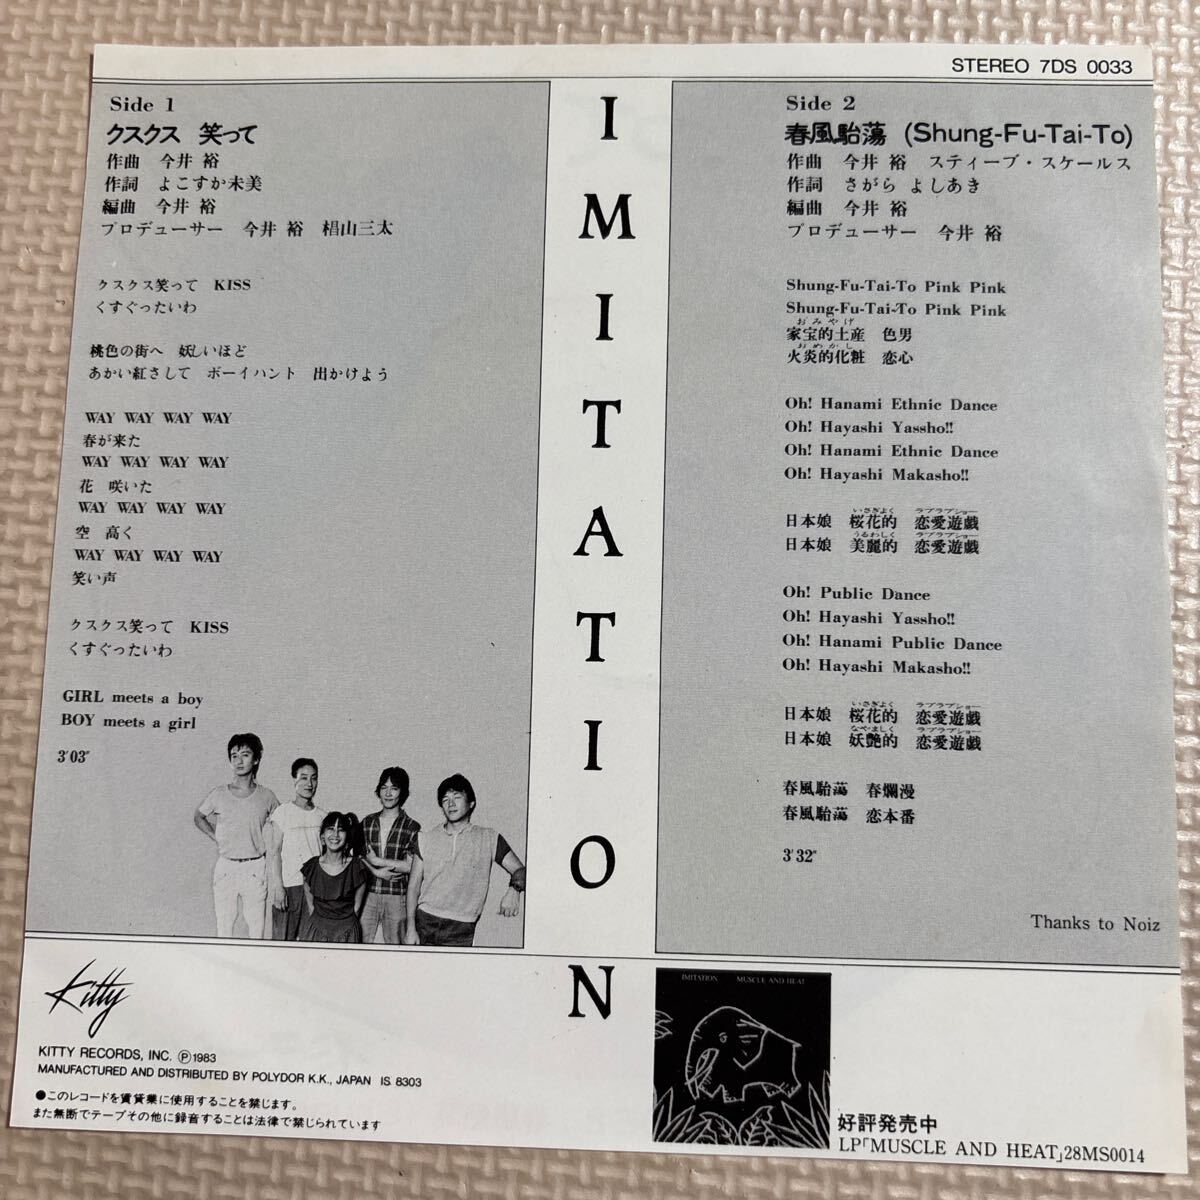 STEREO 7DS 0033
Side 1
クスクス 笑って
作曲 今井 裕
作詞 よこすか未美
編曲 今井 裕
プロデューサー 今井 裕 椙山三太
クスクス笑って KISS
くすぐったいわ
桃色の街へ 妖しいほど
あかい紅さして ボーイハント 出かけよう
WAY WAY WAY WAY
春が来た
WAY WAY WAY WAY
花 咲いた
WAY WAY WAY WAY
空 高く
WAY WAY WAY WAY
笑い声
クスクス笑って KISS
くすぐったいわ
GIRL meets a boy
BOY meets a girl
3'03"
IMITATION
Side 2
春風駘蕩 (Shung-Fu-Tai-To)
作曲 今井 裕 スティーブ・スケールス
作詞 さがら よしあき
編曲 今井 裕
プロデューサー 今井 裕
Shung-Fu-Tai-To Pink Pink
Shung-Fu-Tai-To Pink Pink
おみやげ
家宝的土産 色男
おめかし
火炎的化粧 恋心
Oh! Hanami Ethnic Dance
Oh! Hayashi Yassho!!
Oh! Hanami Ethnic Dance
Oh! Hayashi Makasho!!
いさぎよく ラブラブショー
日本娘 桜花的 恋愛遊戯
うるわしく ラブラブショー
日本娘 美麗的 恋愛遊戯
Oh! Public Dance
Oh! Hayashi Yassho!!
Oh! Hanami Public Dance
Oh! Hayashi Makasho!!
いさぎよく ラブラブショー
日本娘 桜花的 恋愛遊戯
なやましく ラブラブショー
日本娘 妖艶的 恋愛遊戯
春風駘蕩 春爛漫
春風駘蕩 恋本番
3'32"
Thanks to Noiz
Kitty
KITTY RECORDS, INC. Ⓟ1983
MANUFACTURED AND DISTRIBUTED BY POLYDOR K.K., JAPAN IS 8303
●このレコードを賃貸業に使用することを禁じます。
また無断でテープその他に録音することは法律で禁じられています
IMITATION MUSCLE AND HEAT
好評発売中
LP「MUSCLE AND HEAT」28MS0014